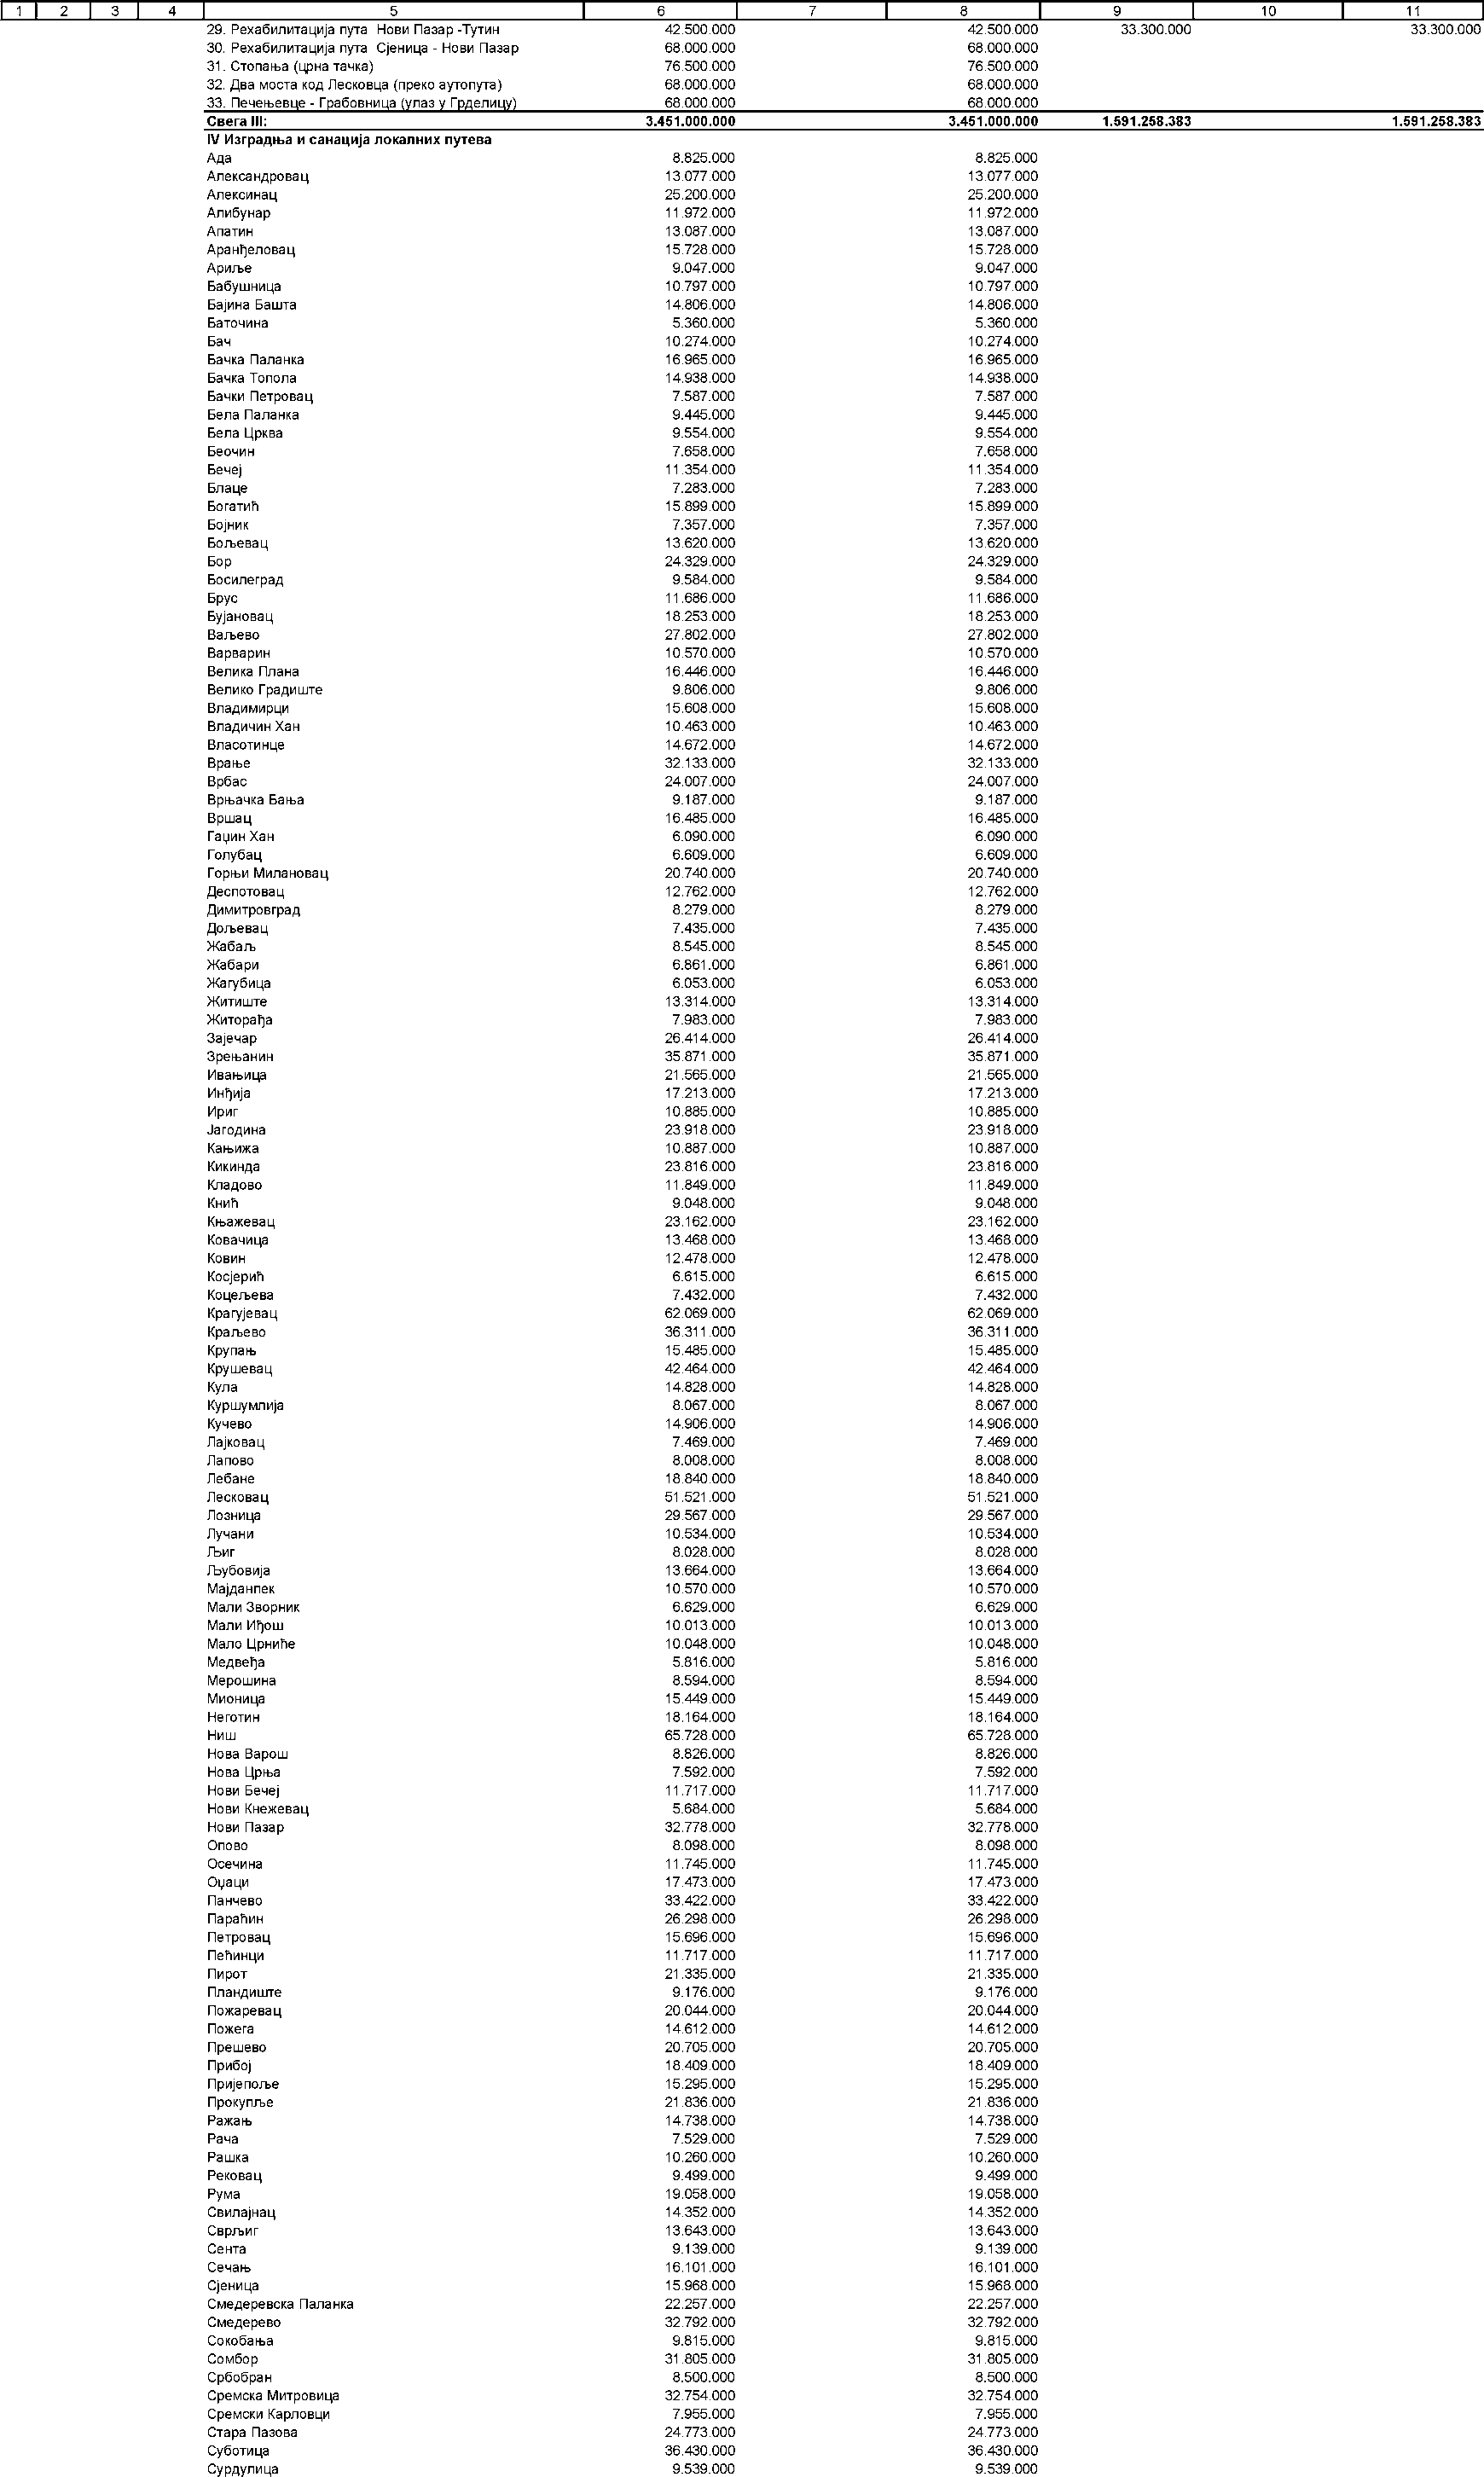 1 2 3 4 5 6 7 8 9 10 11
29. Рехабилитација пута Нови Пазар -Тутин 42.500.000 42.500.000 33.300.000 33.300.000
30. Рехабилитација пута Сјеница - Нови Пазар 68.000.000 68.000.000
31. Стопања (црна тачка) 76.500.000 76.500.000
32. Два моста код Лесковца (преко аутопута) 68.000.000 68.000.000
33. Печењевце - Грабовница (улаз у Грделицу) 68.000.000 68.000.000
Свега III: 3.451.000.000 3.451.000.000 1.591.258.383 1.591.258.383
IV Изградња и санација локалних путева
Ада 8.825.000 8.825.000
Александровац 13.077.000 13.077.000
Алексинац 25.200.000 25.200.000
Алибунар 11.972.000 11.972.000
Апатин 13.087.000 13.087.000
Аранђеловац 15.728.000 15.728.000
Ариље 9.047.000 9.047.000
Бабушница 10.797.000 10.797.000
Бајина Башта 14.806.000 14.806.000
Баточина 5.360.000 5.360.000
Бач 10.274.000 10.274.000
Бачка Паланка 16.965.000 16.965.000
Бачка Топола 14.938.000 14.938.000
Бачки Петровац 7.587.000 7.587.000
Бела Паланка 9.445.000 9.445.000
Бела Црква 9.554.000 9.554.000
Беочин 7.658.000 7.658.000
Бечеј 11.354.000 11.354.000
Блаце 7.283.000 7.283.000
Богатић 15.899.000 15.899.000
Бојник 7.357.000 7.357.000
Бољевац 13.620.000 13.620.000
Бор 24.329.000 24.329.000
Босилеград 9.584.000 9.584.000
Брус 11.686.000 11.686.000
Бујановац 18.253.000 18.253.000
Ваљево 27.802.000 27.802.000
Варварин 10.570.000 10.570.000
Велика Плана 16.446.000 16.446.000
Велико Градиште 9.806.000 9.806.000
Владимирци 15.608.000 15.608.000
Владичин Хан 10.463.000 10.463.000
Власотинце 14.672.000 14.672.000
Врање 32.133.000 32.133.000
Врбас 24.007.000 24.007.000
Врњачка Бања 9.187.000 9.187.000
Вршац 16.485.000 16.485.000
Гаџин Хан 6.090.000 6.090.000
Голубац 6.609.000 6.609.000
Горњи Милановац 20.740.000 20.740.000
Деспотовац 12.762.000 12.762.000
Димитровград 8.279.000 8.279.000
Дољевац 7.435.000 7.435.000
Жабаљ 8.545.000 8.545.000
Жабари 6.861.000 6.861.000
Жагубица 6.053.000 6.053.000
Житиште 13.314.000 13.314.000
Житорађа 7.983.000 7.983.000
Зајечар 26.414.000 26.414.000
Зрењанин 35.871.000 35.871.000
Ивањица 21.565.000 21.565.000
Инђија 17.213.000 17.213.000
Ириг 10.885.000 10.885.000
Јагодина 23.918.000 23.918.000
Кањижа 10.887.000 10.887.000
Кикинда 23.816.000 23.816.000
Кладово 11.849.000 11.849.000
Кнић 9.048.000 9.048.000
Књажевац 23.162.000 23.162.000
Ковачица 13.468.000 13.468.000
Ковин 12.478.000 12.478.000
Косјерић 6.615.000 6.615.000
Коцељева 7.432.000 7.432.000
Крагујевац 62.069.000 62.069.000
Краљево 36.311.000 36.311.000
Крупањ 15.485.000 15.485.000
Крушевац 42.464.000 42.464.000
Кула 14.828.000 14.828.000
Куршумлија 8.067.000 8.067.000
Кучево 14.906.000 14.906.000
Лајковац 7.469.000 7.469.000
Лапово 8.008.000 8.008.000
Лебане 18.840.000 18.840.000
Лесковац 51.521.000 51.521.000
Лозница 29.567.000 29.567.000
Лучани 10.534.000 10.534.000
Љиг 8.028.000 8.028.000
Љубовија 13.664.000 13.664.000
Мајданпек 10.570.000 10.570.000
Мали Зворник 6.629.000 6.629.000
Мали Иђош 10.013.000 10.013.000
Мало Црниће 10.048.000 10.048.000
Медвеђа 5.816.000 5.816.000
Мерошина 8.594.000 8.594.000
Мионица 15.449.000 15.449.000
Неготин 18.164.000 18.164.000
Ниш 65.728.000 65.728.000
Нова Варош 8.826.000 8.826.000
Нова Црња 7.592.000 7.592.000
Нови Бечеј 11.717.000 11.717.000
Нови Кнежевац 5.684.000 5.684.000
Нови Пазар 32.778.000 32.778.000
Опово 8.098.000 8.098.000
Осечина 11.745.000 11.745.000
Оџаци 17.473.000 17.473.000
Панчево 33.422.000 33.422.000
Параћин 26.298.000 26.298.000
Петровац 15.696.000 15.696.000
Пећинци 11.717.000 11.717.000
Пирот 21.335.000 21.335.000
Пландиште 9.176.000 9.176.000
Пожаревац 20.044.000 20.044.000
Пожега 14.612.000 14.612.000
Прешево 20.705.000 20.705.000
Прибој 18.409.000 18.409.000
Пријепоље 15.295.000 15.295.000
Прокупље 21.836.000 21.836.000
Ражањ 14.738.000 14.738.000
Рача 7.529.000 7.529.000
Рашка 10.260.000 10.260.000
Рековац 9.499.000 9.499.000
Рума 19.058.000 19.058.000
Свилајнац 14.352.000 14.352.000
Сврљиг 13.643.000 13.643.000
Сента 9.139.000 9.139.000
Сечањ 16.101.000 16.101.000
Сјеница 15.968.000 15.968.000
Смедеревска Паланка 22.257.000 22.257.000
Смедерево 32.792.000 32.792.000
Сокобања 9.815.000 9.815.000
Сомбор 31.805.000 31.805.000
Србобран 8.500.000 8.500.000
Сремска Митровица 32.754.000 32.754.000
Сремски Карловци 7.955.000 7.955.000
Стара Пазова 24.773.000 24.773.000
Суботица 36.430.000 36.430.000
Сурдулица 9.539.000 9.539.000